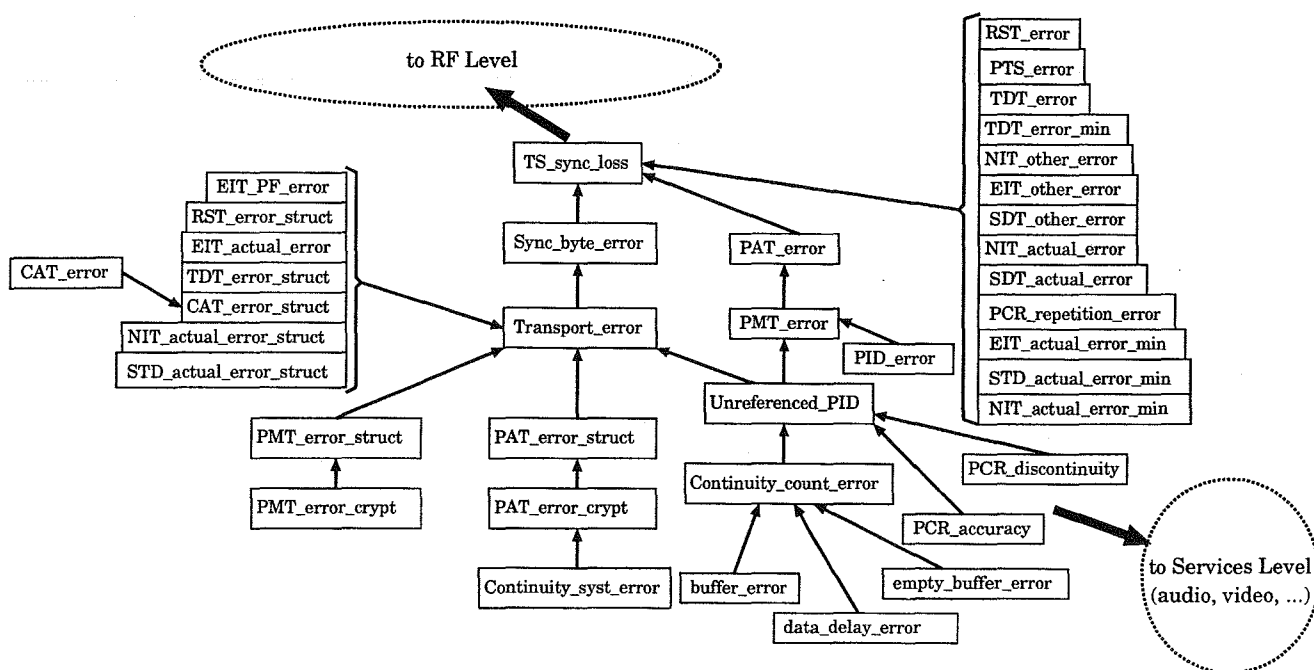 to RF Level
RST_error
PTS_error
TDT_error
TDT_error_min
NIT_other_error
EIT_other_error
SDT_other_error
NIT_actual_error
SDT_actual_error
PCR_repetition_error
EIT_actual_error_min
STD_actual_error_min
NIT_actual_error_min
TS_sync_loss
EIT_PF_error
RST_error_struct
EIT_actual_error
TDT_error_struct
CAT_error_struct
NIT_actual_error_struct
STD_actual_error_struct
CAT_error
Sync_byte_error
PAT_error
Transport_error
PMT_error
PID_error
Unreferenced_PID
PMT_error_struct
PAT_error_struct
PCR_discontinuity
Continuity_count_error
PMT_error_crypt
PAT_error_crypt
PCR_accuracy
Continuity_syst_error
buffer_error
empty_buffer_error
data_delay_error
to Services Level
(audio, video, ...)